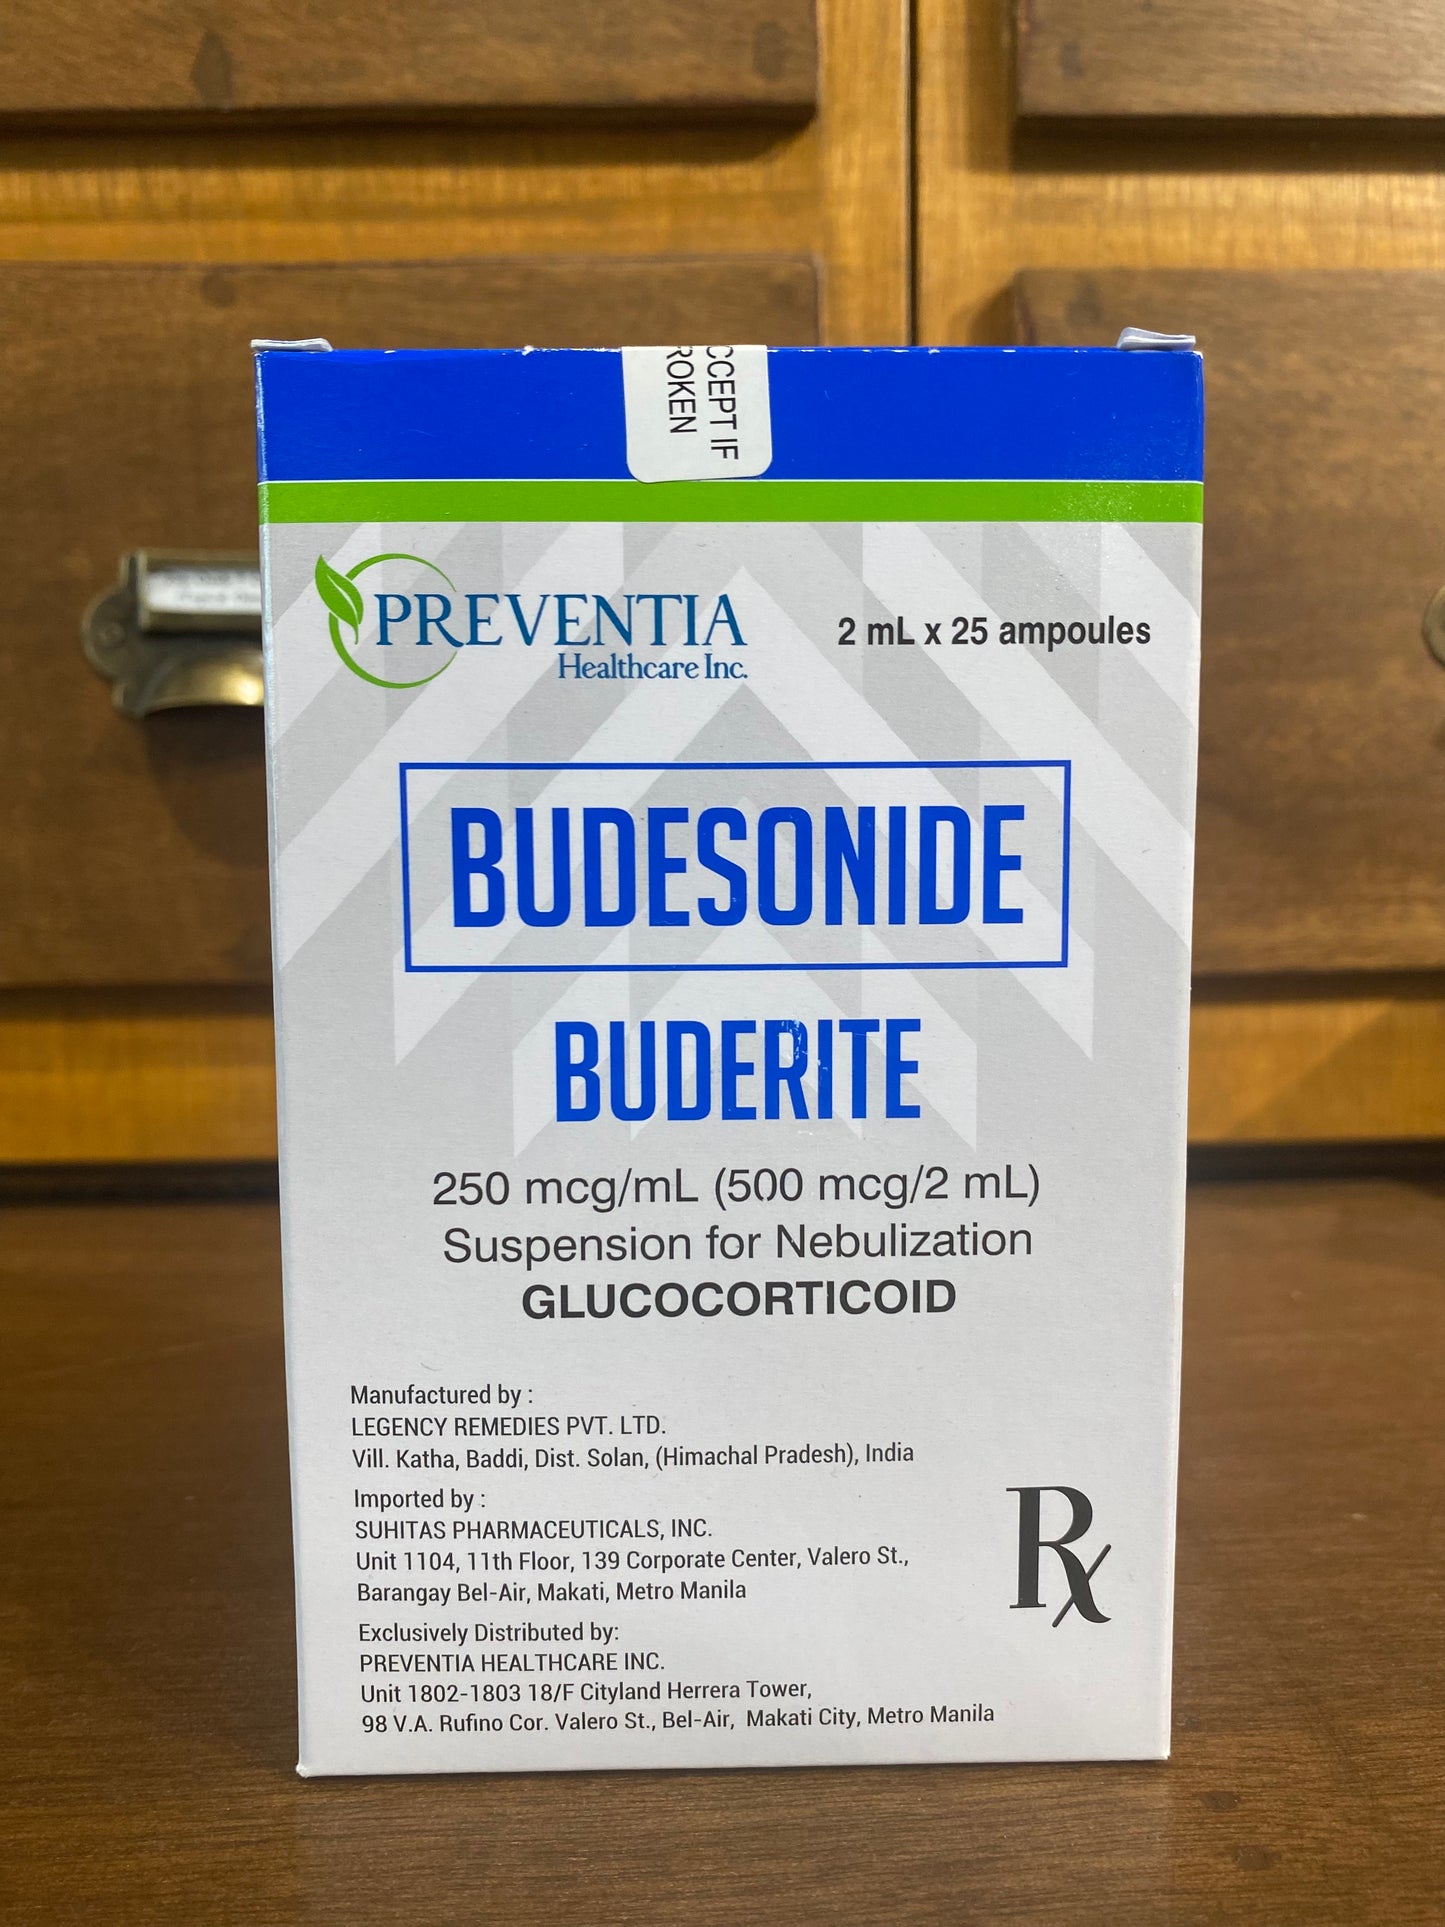 CCEPT IF
ROKEN
PREVENTIA
Healthcare Inc.
2 mL x 25 ampoules
BUDESONIDE
BUDERITE
250 mcg/mL (500 mcg/2 mL)
Suspension for Nebulization
GLUCOCORTICOID
Manufactured by :
LEGENCY REMEDIES PVT. LTD.
Vill. Katha, Baddi, Dist. Solan, (Himachal Pradesh), India
Imported by :
SUHITAS PHARMACEUTICALS, INC.
Unit 1104, 11th Floor, 139 Corporate Center, Valero St.,
Barangay Bel-Air, Makati, Metro Manila
Rx
Exclusively Distributed by:
PREVENTIA HEALTHCARE INC.
Unit 1802-1803 18/F Cityland Herrera Tower,
98 V.A. Rufino Cor. Valero St., Bel-Air, Makati City, Metro Manila